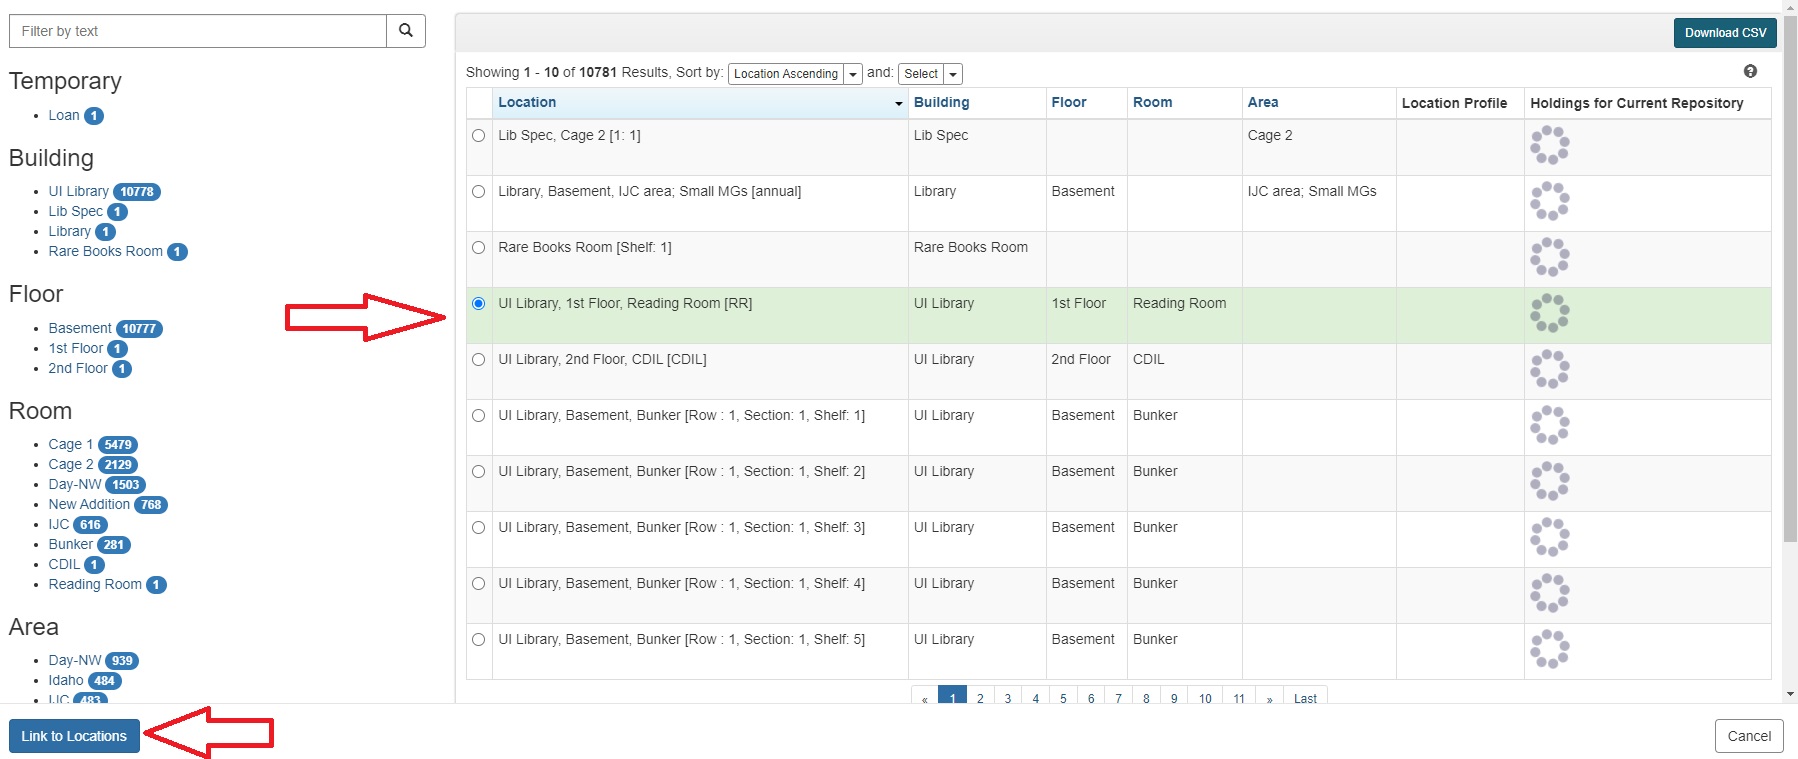 Filter by text
Temporary
Loan 1
Building
UI Library 10778
Lib Spec 1
Library 1
Rare Books Room 1
Floor
Basement 10777
1st Floor 1
2nd Floor 1
Room
Cage 1 5479
Cage 2 2129
Day-NW 1503
New Addition 768
IJC 616
Bunker 281
CDIL 1
Reading Room 1
Area
Day-NW 939
Idaho 484
IJC 483
Download CSV
Showing 1 - 10 of 10781 Results, Sort by: Location Ascending and: Select
Location Building Floor Room Area Location Profile Holdings for Current Repository
Lib Spec, Cage 2 [1: 1] Lib Spec Cage 2
Library, Basement, IJC area; Small MGs [annual] Library Basement IJC area; Small MGs
Rare Books Room [Shelf: 1] Rare Books Room
UI Library, 1st Floor, Reading Room [RR] UI Library 1st Floor Reading Room
UI Library, 2nd Floor, CDIL [CDIL] UI Library 2nd Floor CDIL
UI Library, Basement, Bunker [Row : 1, Section: 1, Shelf: 1] UI Library Basement Bunker
UI Library, Basement, Bunker [Row : 1, Section: 1, Shelf: 2] UI Library Basement Bunker
UI Library, Basement, Bunker [Row : 1, Section: 1, Shelf: 3] UI Library Basement Bunker
UI Library, Basement, Bunker [Row : 1, Section: 1, Shelf: 4] UI Library Basement Bunker
UI Library, Basement, Bunker [Row : 1, Section: 1, Shelf: 5] UI Library Basement Bunker
« 1 2 3 4 5 6 7 8 9 10 11 » Last
Link to Locations
Cancel